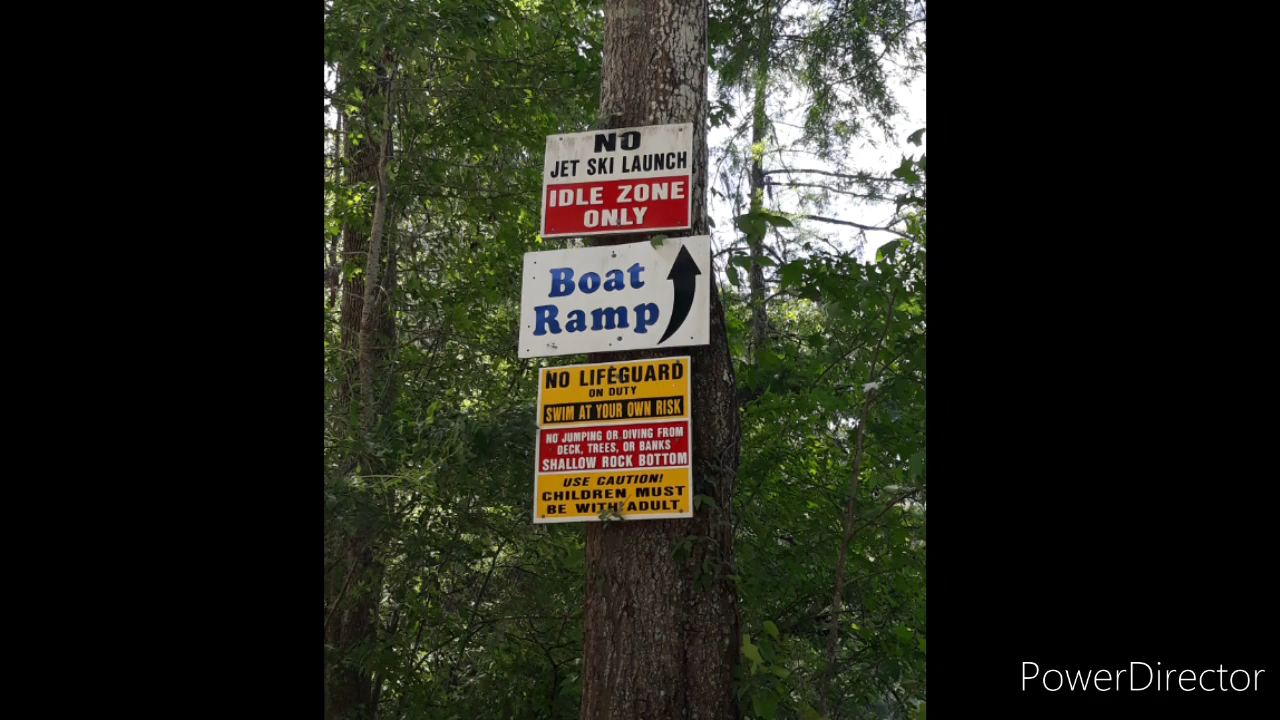 NO
JET SKI LAUNCH
IDLE ZONE
ONLY
Boat
Ramp
NO LIFEGUARD
ON DUTY
SWIM AT YOUR OWN RISK
NO JUMPING OR DIVING FROM
DECK, TREES, OR BANKS
SHALLOW ROCK BOTTOM
USE CAUTION!
CHILDREN MUST
BE WITH ADULT
PowerDirector